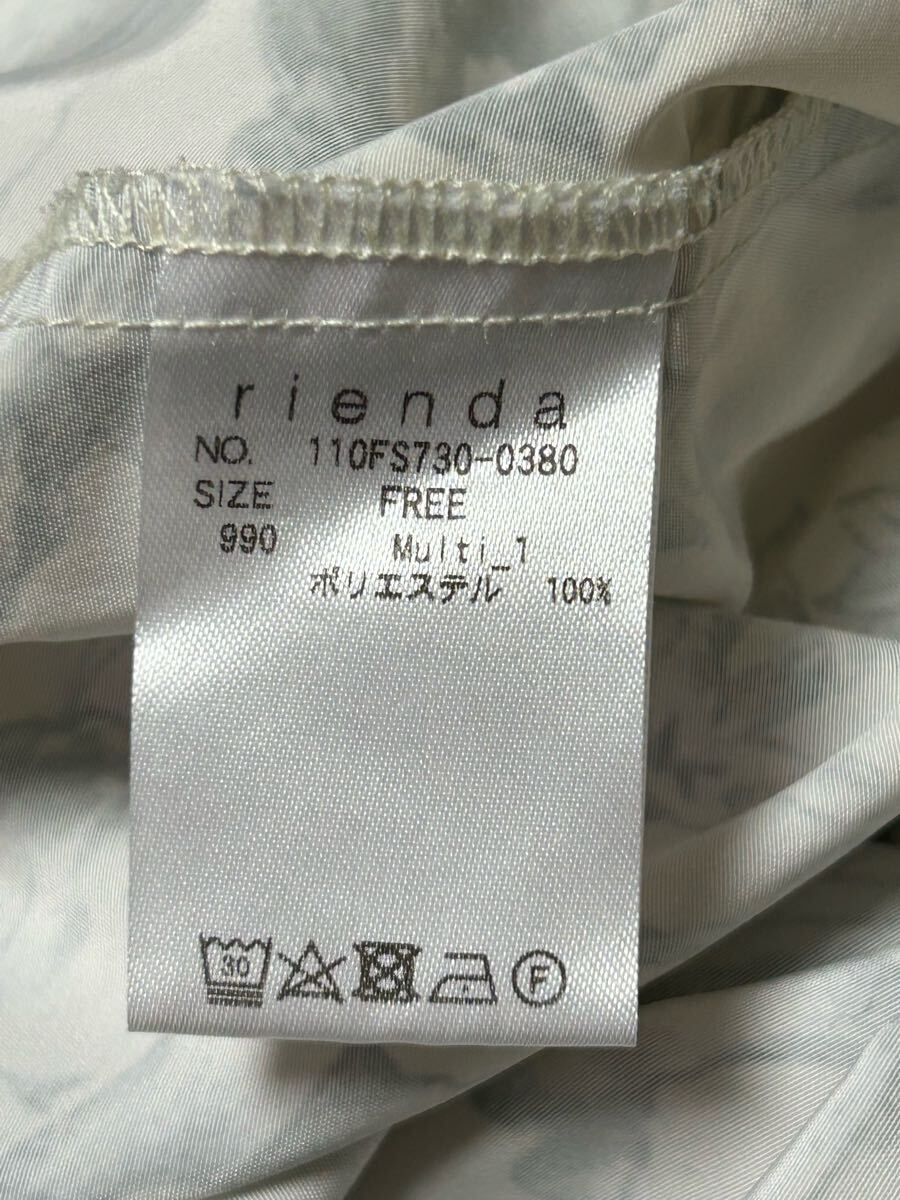 rienda
NO. 110FS730-0380
SIZE FREE
990 Multi_1
ポリエステル 100%
30 F